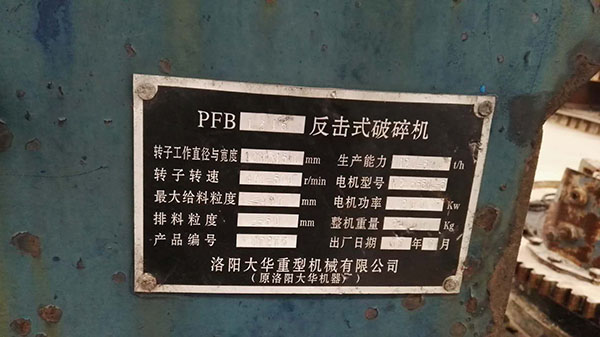 PFB 反击式破碎机
转子工作直径与宽度 mm 生产能力 t/h
转子转速 r/min 电机型号
最大给料粒度 mm 电机功率 Kw
排料粒度 mm 整机重量 Kg
产品编号 出厂日期 年 月
洛阳大华重型机械有限公司
（原洛阳大华机器厂）